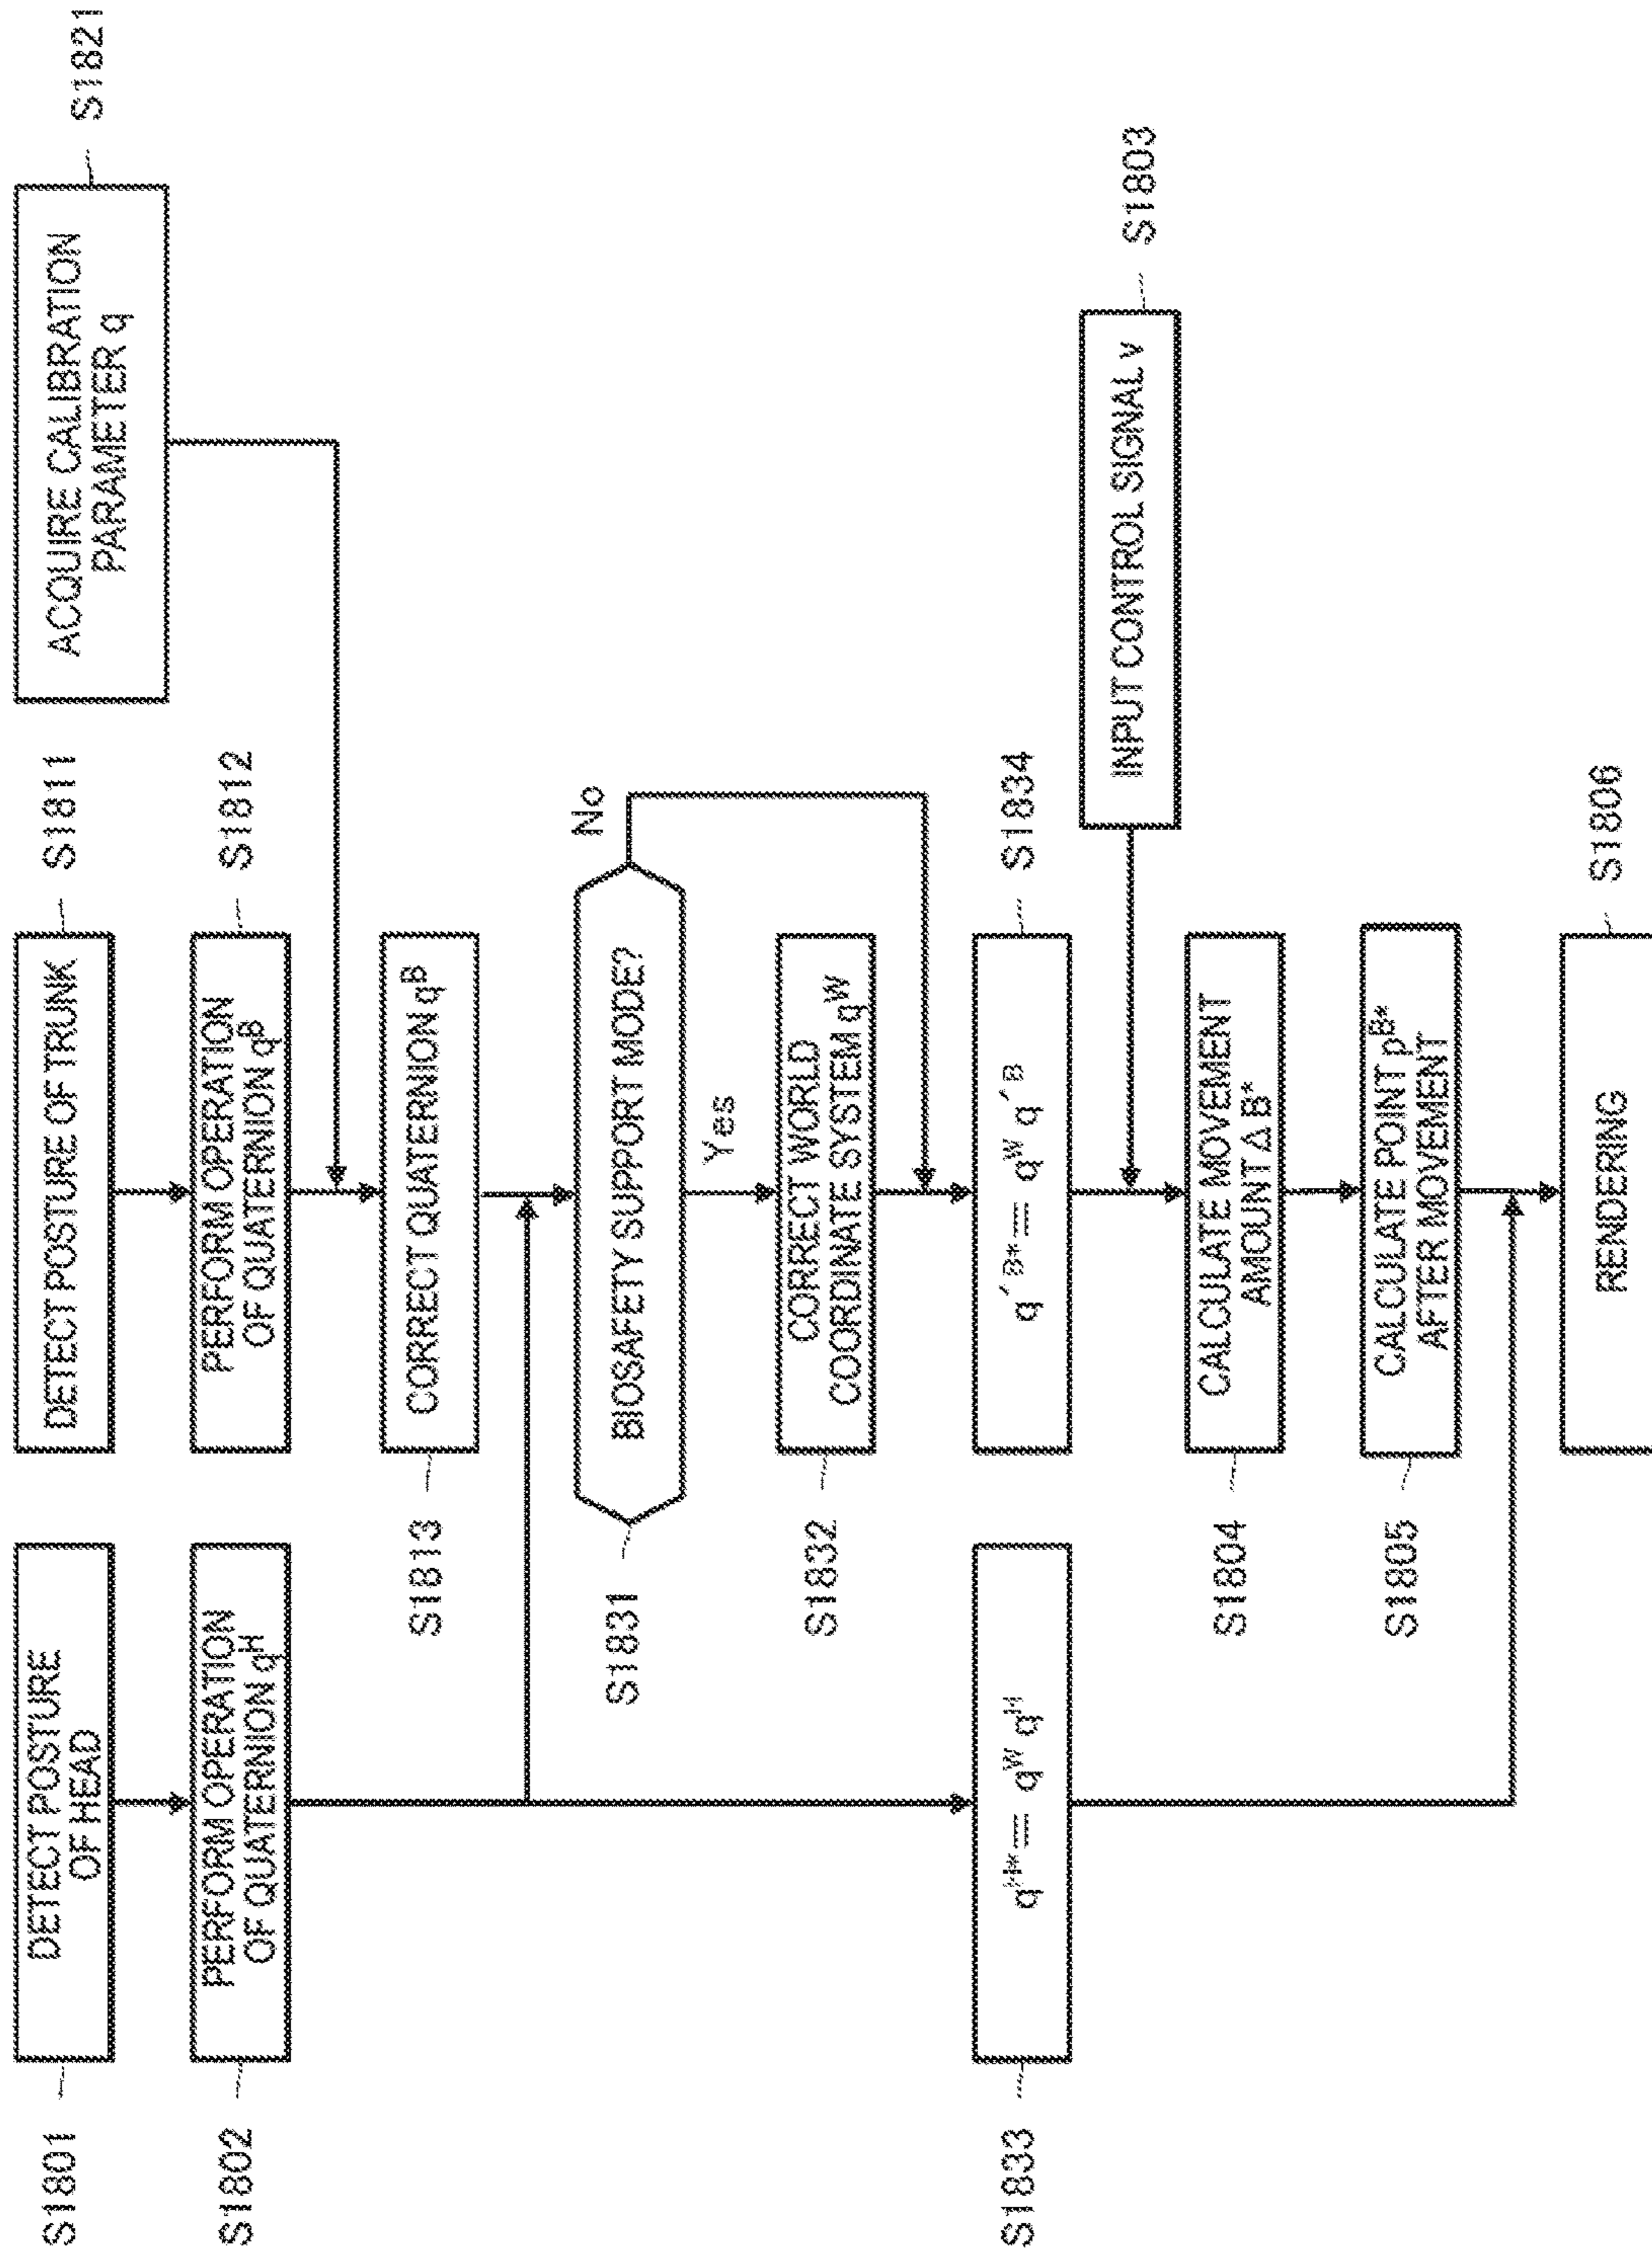 S1801
DETECT POSTURE
OF HEAD
S1802
PERFORM OPERATION
OF QUATERNION q^H
DETECT POSTURE OF TRUNK
S1811
PERFORM OPERATION
OF QUATERNION q^B
S1812
ACQUIRE CALIBRATION
PARAMETER q
S1821
S1813
CORRECT QUATERNION q^B
S1831
BIOSAFETY SUPPORT MODE?
No
Yes
S1832
CORRECT WORLD
COORDINATE SYSTEM q^W
S1833
q^H* = q^W q^H
q´^B* = q^W q´^B
S1834
INPUT CONTROL SIGNAL v
S1803
S1804
CALCULATE MOVEMENT
AMOUNT Δ B*
S1805
CALCULATE POINT p^B*
AFTER MOVEMENT
RENDERING
S1806